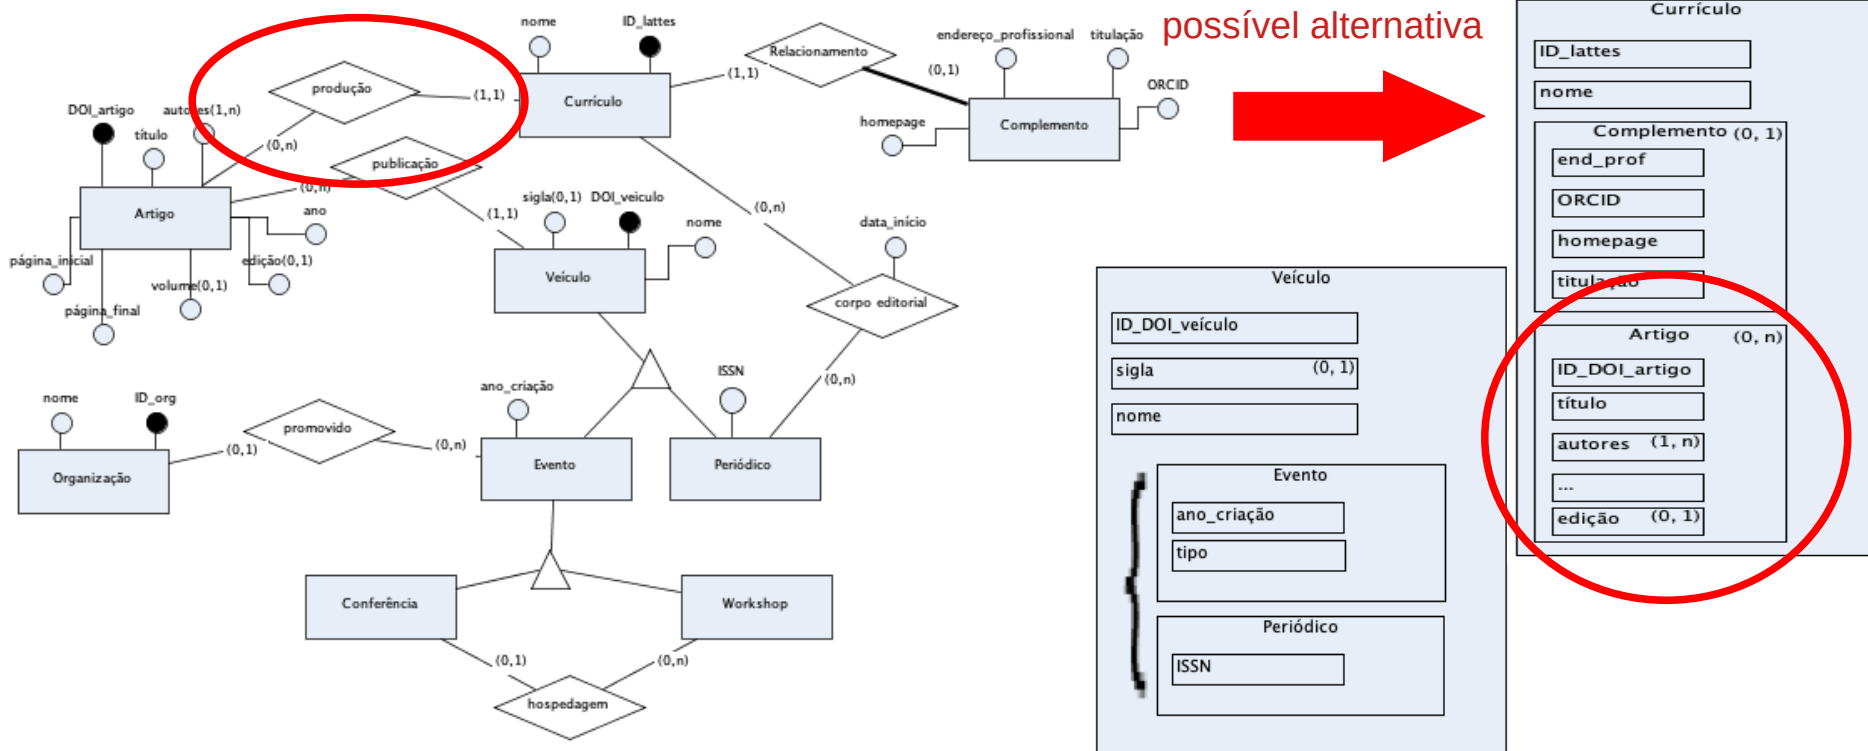 possível alternativa
nome
ID_lattes
Relacionamento
endereço_profissional
titulação
(0,1)
(1,1)
ORCID
produção
(1,1)
Currículo
Complemento
homepage
DOI_artigo
autores(1,n)
título
(0,n)
publicação
(0,n)
Artigo
ano
página_inicial
edição(0,1)
volume(0,1)
página_final
(1,1)
sigla(0,1)
DOI_veiculo
nome
Veículo
(0,n)
data_início
corpo editorial
(0,n)
ano_criação
ISSN
nome
ID_org
promovido
(0,1)
(0,n)
Organização
Evento
Periódico
Conferência
Workshop
(0,1)
(0,n)
hospedagem
Veículo
ID_DOI_veículo
sigla (0, 1)
nome
Evento
ano_criação
tipo
Periódico
ISSN
Currículo
ID_lattes
nome
Complemento (0, 1)
end_prof
ORCID
homepage
titulação
Artigo (0, n)
ID_DOI_artigo
título
autores (1, n)
...
edição (0, 1)